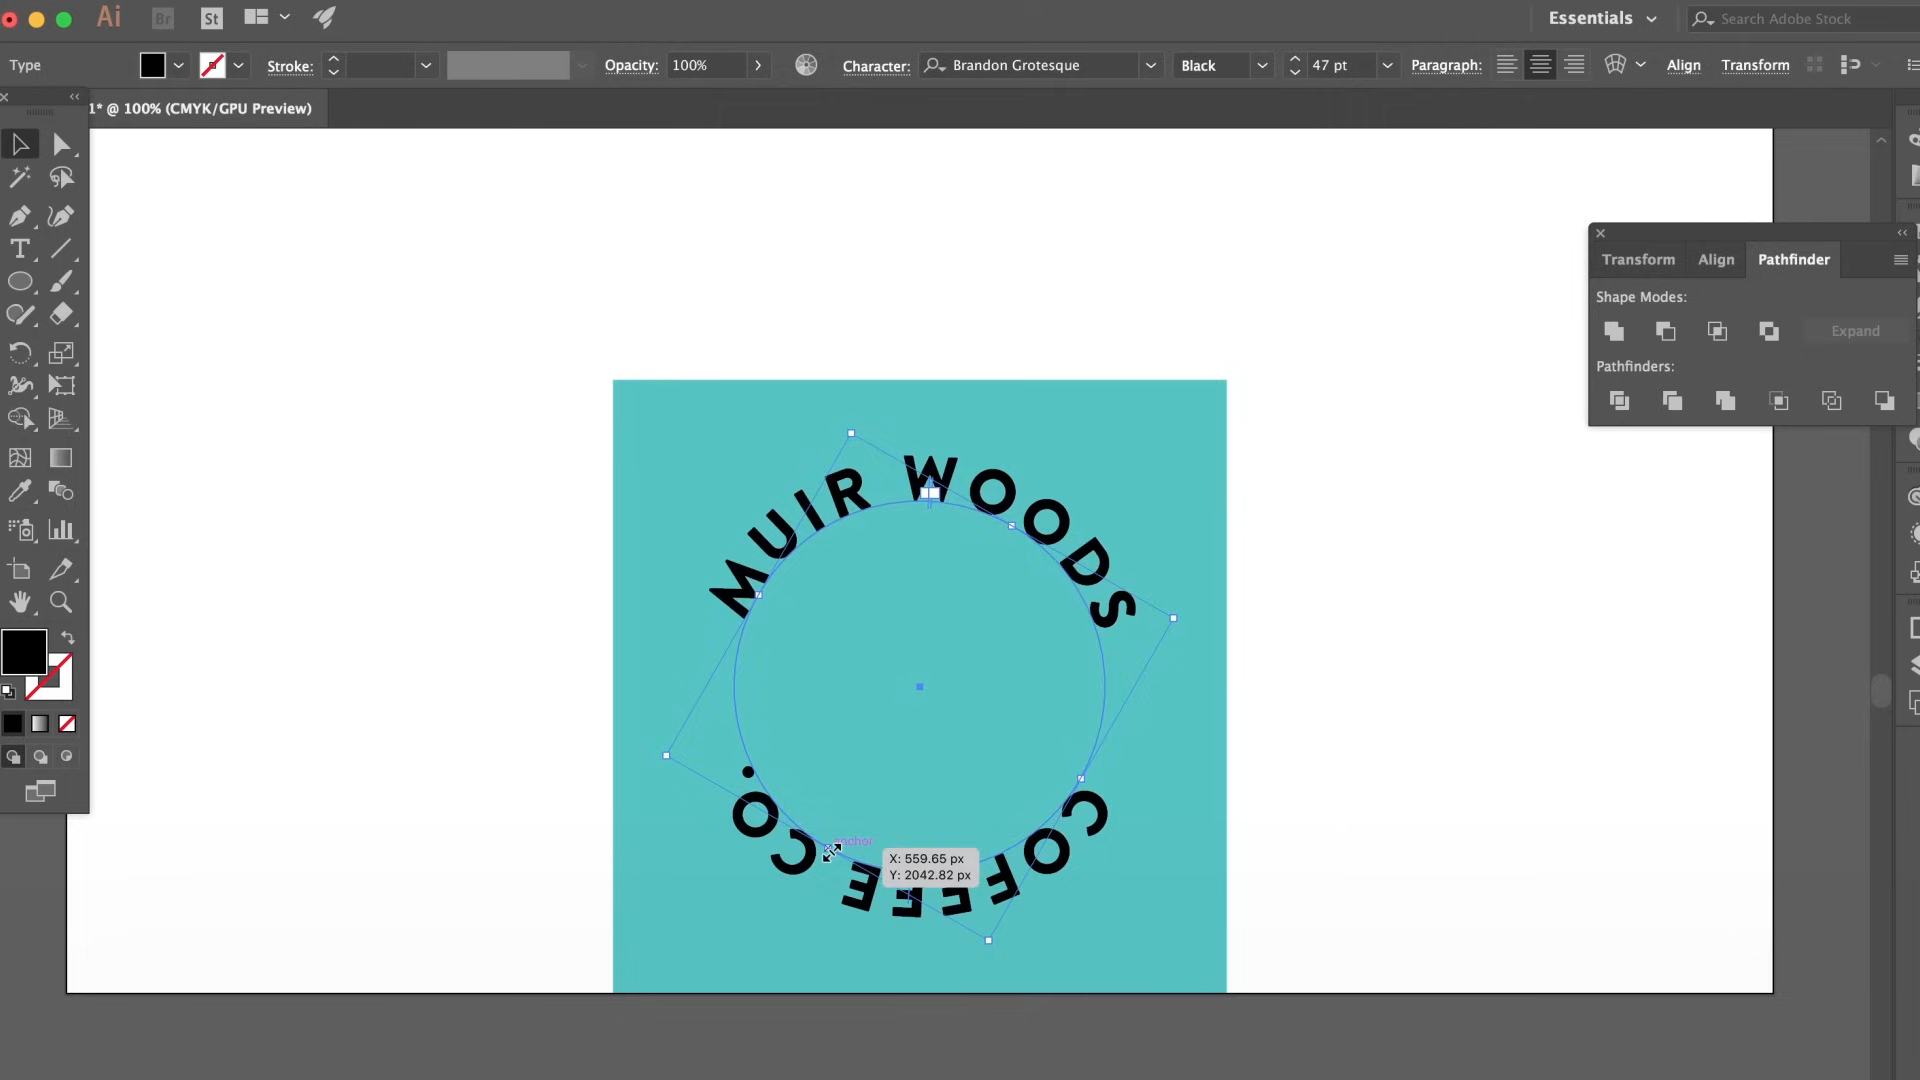 Ai Br St Essentials Search Adobe Stock
Type Stroke: Opacity: 100% Character: Brandon Grotesque Black 47 pt Paragraph: Align Transform
1* @ 100% (CMYK/GPU Preview)
Transform Align Pathfinder
Shape Modes:
Expand
Pathfinders:
MUIR WOODS
COFFEE CO.
anchor
X: 559.65 px
Y: 2042.82 px